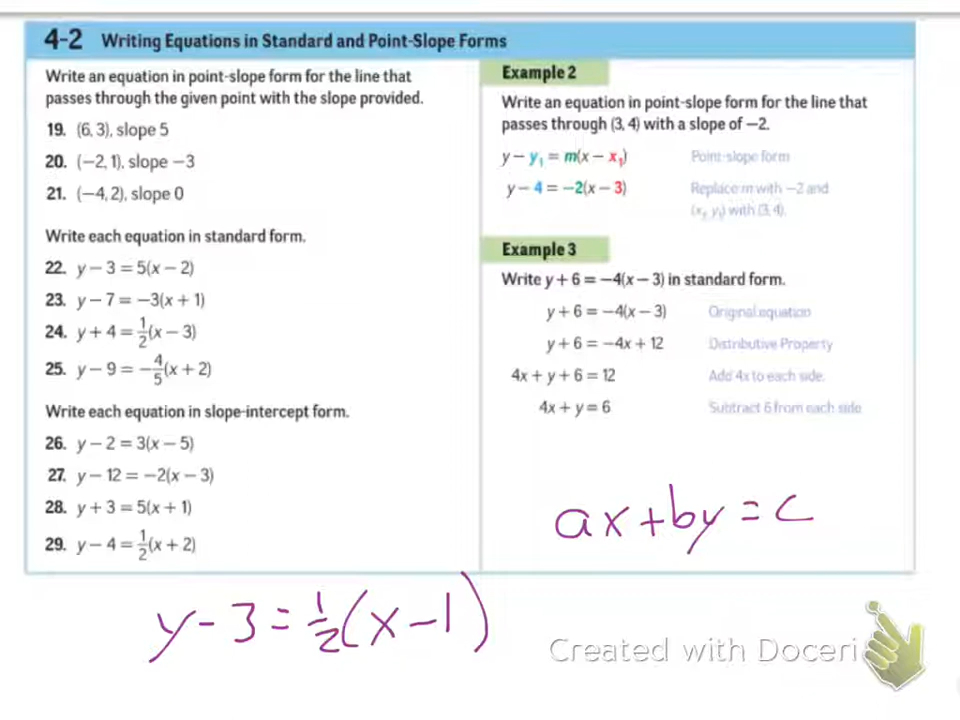 4-2 Writing Equations in Standard and Point-Slope Forms
Write an equation in point-slope form for the line that
passes through the given point with the slope provided.
19. (6, 3), slope 5
20. (−2, 1), slope −3
21. (−4, 2), slope 0
Write each equation in standard form.
22. y − 3 = 5(x − 2)
23. y − 7 = −3(x + 1)
24. y + 4 = 1/2(x − 3)
25. y − 9 = −4/5(x + 2)
Write each equation in slope-intercept form.
26. y − 2 = 3(x − 5)
27. y − 12 = −2(x − 3)
28. y + 3 = 5(x + 1)
29. y − 4 = 1/2(x + 2)
Example 2
Write an equation in point-slope form for the line that
passes through (3, 4) with a slope of −2.
y − y₁ = m(x − x₁) Point-slope form
y − 4 = −2(x − 3) Replace m with −2 and
(x₁, y₁) with (3, 4).
Example 3
Write y + 6 = −4(x − 3) in standard form.
y + 6 = −4(x − 3) Original equation
y + 6 = −4x + 12 Distributive Property
4x + y + 6 = 12 Add 4x to each side.
4x + y = 6 Subtract 6 from each side
ax + by = c
y − 3 = 1/2(x − 1)
Created with Doceri